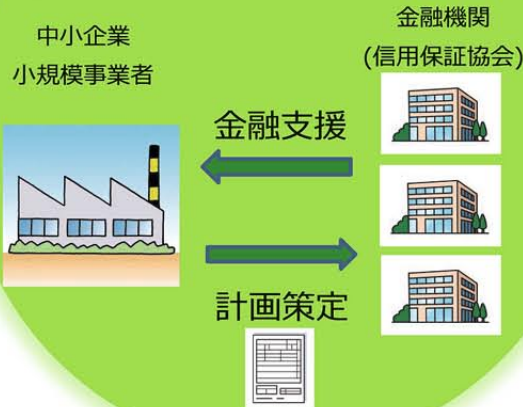 中小企業
小規模事業者
金融機関
(信用保証協会)
金融支援
計画策定